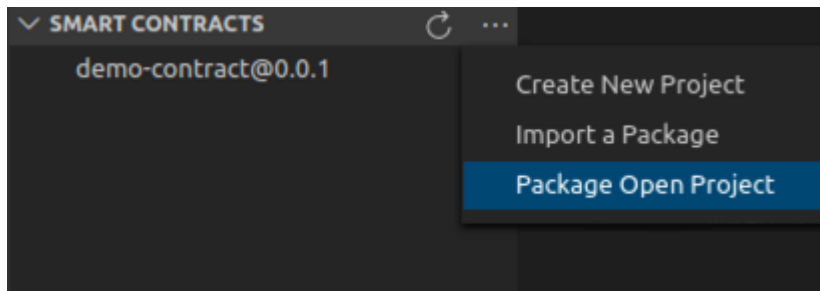 SMART CONTRACTS
demo-contract@0.0.1
Create New Project
Import a Package
Package Open Project